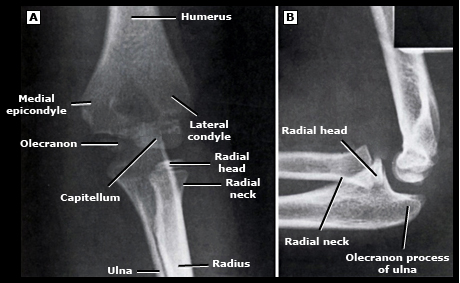 A
Humerus
Medial
epicondyle
Lateral
condyle
Olecranon
Radial
head
Radial
neck
Capitellum
Ulna
Radius
B
Radial head
Radial neck
Olecranon process
of ulna